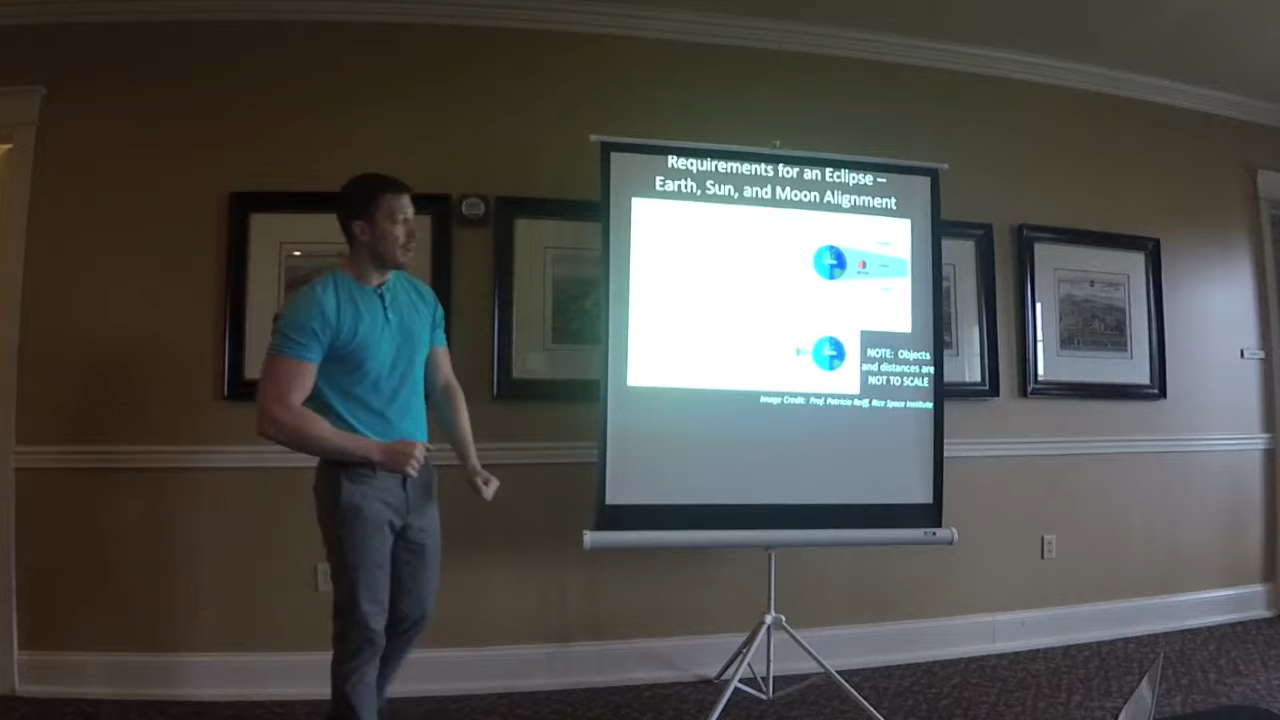 Requirements for an Eclipse –
Earth, Sun, and Moon Alignment
NOTE: Objects
and distances are
NOT TO SCALE
Image Credit: Prof. Patricia Reiff, Rice Space Institute